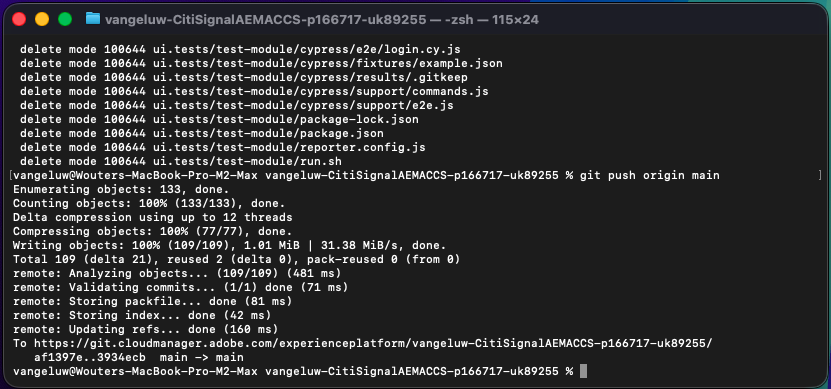 vangeluw-CitiSignalAEMACCS-p166717-uk89255 — -zsh — 115×24
delete mode 100644 ui.tests/test-module/cypress/e2e/login.cy.js
delete mode 100644 ui.tests/test-module/cypress/fixtures/example.json
delete mode 100644 ui.tests/test-module/cypress/results/.gitkeep
delete mode 100644 ui.tests/test-module/cypress/support/commands.js
delete mode 100644 ui.tests/test-module/cypress/support/e2e.js
delete mode 100644 ui.tests/test-module/package-lock.json
delete mode 100644 ui.tests/test-module/package.json
delete mode 100644 ui.tests/test-module/reporter.config.js
delete mode 100644 ui.tests/test-module/run.sh
[vangeluw@Wouters-MacBook-Pro-M2-Max vangeluw-CitiSignalAEMACCS-p166717-uk89255 % git push origin main ]
Enumerating objects: 133, done.
Counting objects: 100% (133/133), done.
Delta compression using up to 12 threads
Compressing objects: 100% (77/77), done.
Writing objects: 100% (109/109), 1.01 MiB | 31.38 MiB/s, done.
Total 109 (delta 21), reused 2 (delta 0), pack-reused 0 (from 0)
remote: Analyzing objects... (109/109) (481 ms)
remote: Validating commits... (1/1) done (71 ms)
remote: Storing packfile... done (81 ms)
remote: Storing index... done (42 ms)
remote: Updating refs... done (160 ms)
To https://git.cloudmanager.adobe.com/experienceplatform/vangeluw-CitiSignalAEMACCS-p166717-uk89255/
af1397e..3934ecb  main -> main
vangeluw@Wouters-MacBook-Pro-M2-Max vangeluw-CitiSignalAEMACCS-p166717-uk89255 %